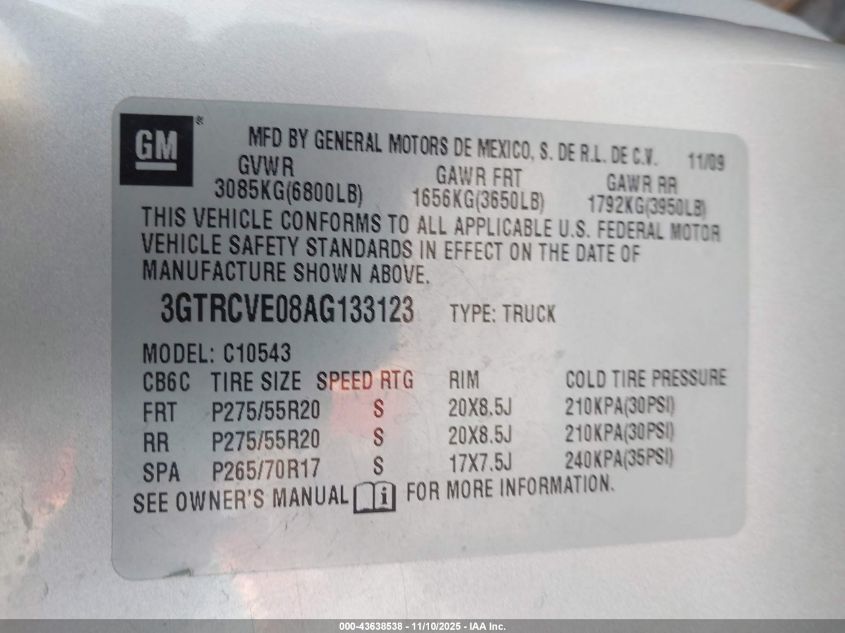 GM®
MFD BY GENERAL MOTORS DE MEXICO, S. DE R.L. DE C.V. 11/09
GVWR GAWR FRT GAWR RR
3085KG(6800LB) 1656KG(3650LB) 1792KG(3950LB)
THIS VEHICLE CONFORMS TO ALL APPLICABLE U.S. FEDERAL MOTOR
VEHICLE SAFETY STANDARDS IN EFFECT ON THE DATE OF
MANUFACTURE SHOWN ABOVE.
3GTRCVE08AG133123 TYPE: TRUCK
MODEL: C10543
CB6C TIRE SIZE SPEED RTG RIM COLD TIRE PRESSURE
FRT P275/55R20 S 20X8.5J 210KPA(30PSI)
RR P275/55R20 S 20X8.5J 210KPA(30PSI)
SPA P265/70R17 S 17X7.5J 240KPA(35PSI)
SEE OWNER'S MANUAL i FOR MORE INFORMATION.
000-43638538 - 11/10/2025 - IAA Inc.